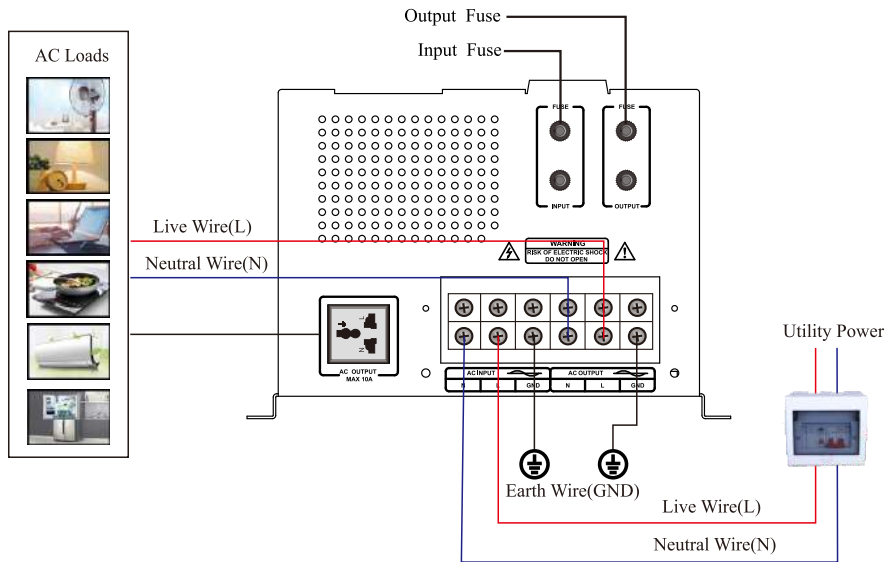 Output Fuse
Input Fuse
AC Loads
FUSE
FUSE
INPUT
OUTPUT
Live Wire(L)
WARNING
RISK OF ELECTRIC SHOCK
DO NOT OPEN
Neutral Wire(N)
L
N
AC OUTPUT
MAX 10A
Utility Power
AC INPUT
AC OUTPUT
N L GND N L GND
Earth Wire(GND)
Live Wire(L)
Neutral Wire(N)